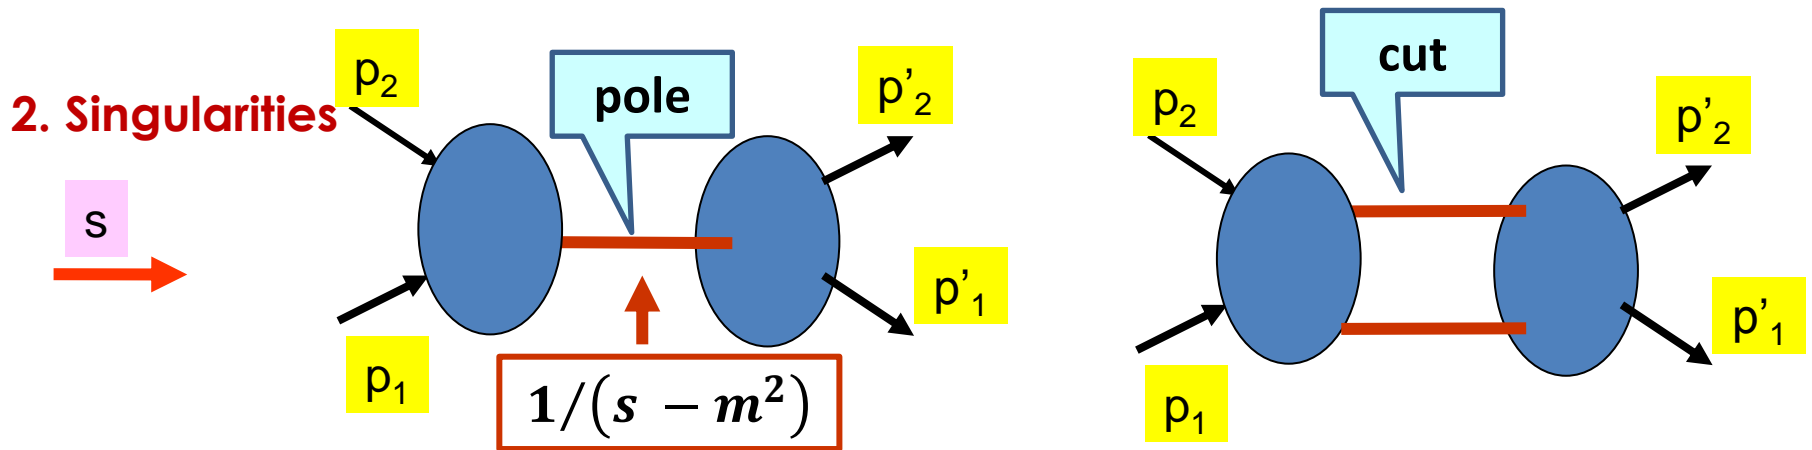 2. Singularities
s
p₂
p₁
pole
1/(s − m²)
p’₂
p’₁
p₂
p₁
cut
p’₂
p’₁